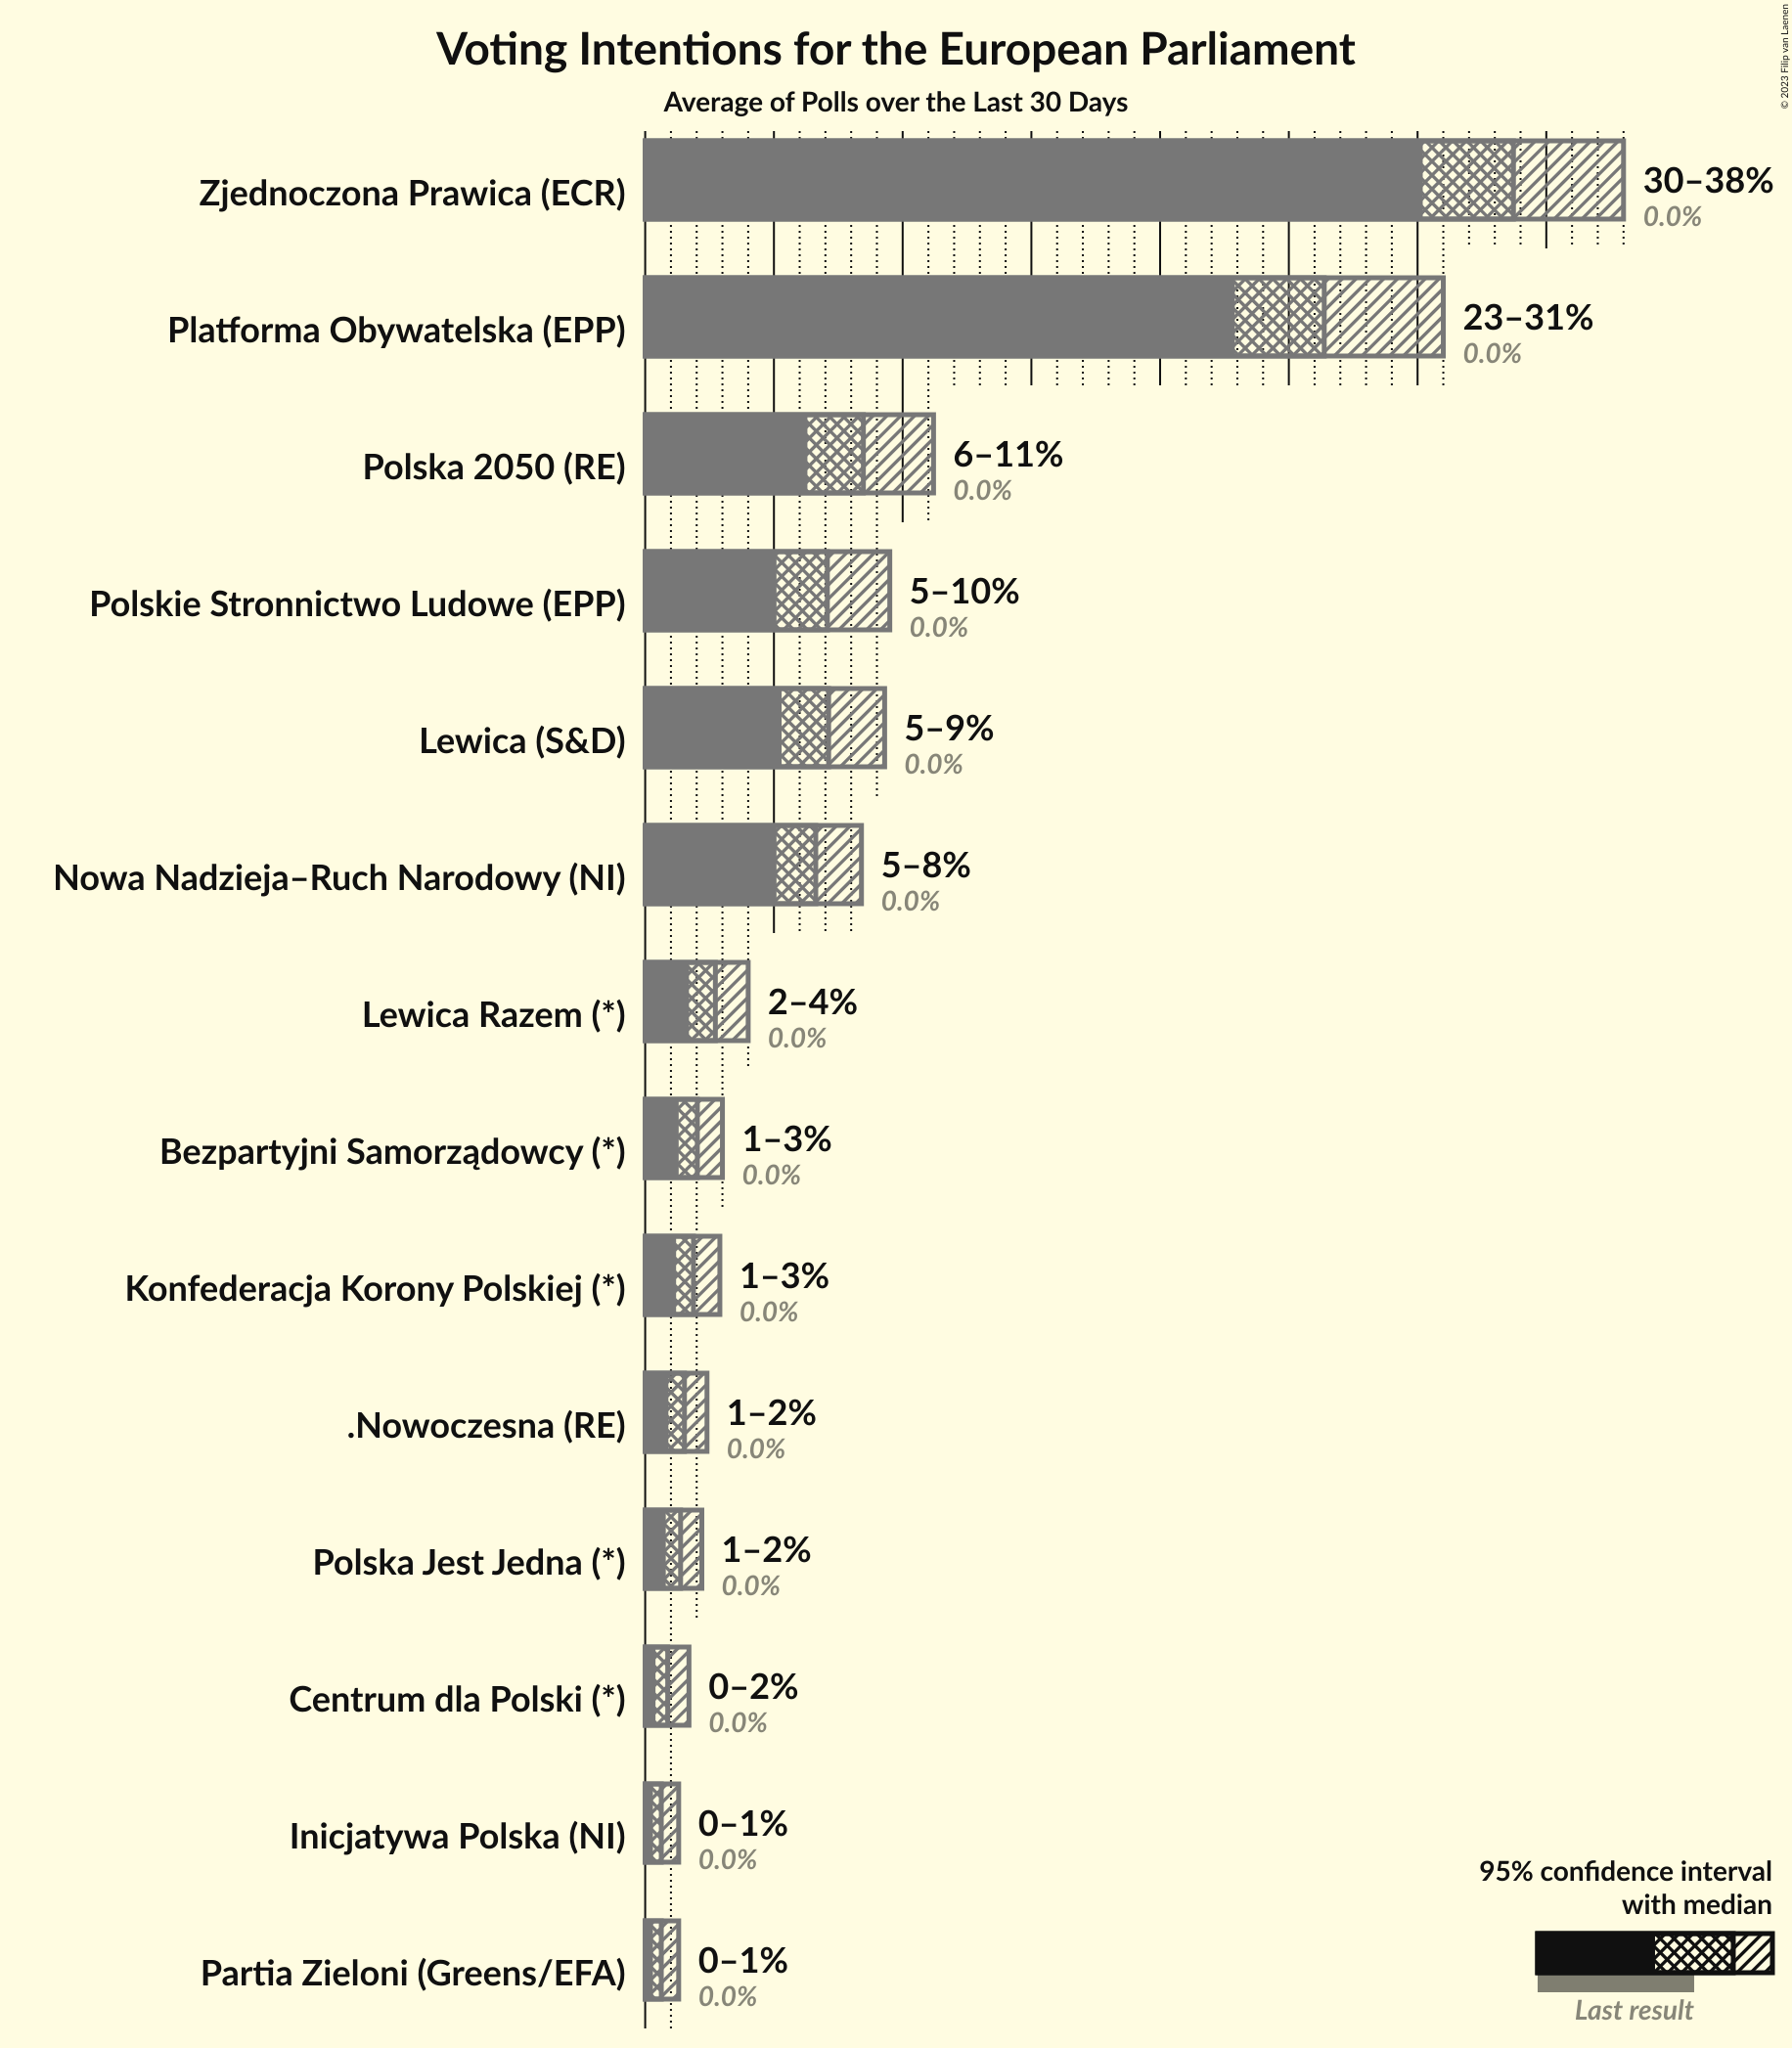 Voting Intentions for the European Parliament
Average of Polls over the Last 30 Days
© 2023 Filip van Laenen
Zjednoczona Prawica (ECR)
30–38%
0.0%
Platforma Obywatelska (EPP)
23–31%
0.0%
Polska 2050 (RE)
6–11%
0.0%
Polskie Stronnictwo Ludowe (EPP)
5–10%
0.0%
Lewica (S&D)
5–9%
0.0%
Nowa Nadzieja–Ruch Narodowy (NI)
5–8%
0.0%
Lewica Razem (*)
2–4%
0.0%
Bezpartyjni Samorządowcy (*)
1–3%
0.0%
Konfederacja Korony Polskiej (*)
1–3%
0.0%
.Nowoczesna (RE)
1–2%
0.0%
Polska Jest Jedna (*)
1–2%
0.0%
Centrum dla Polski (*)
0–2%
0.0%
Inicjatywa Polska (NI)
0–1%
0.0%
Partia Zieloni (Greens/EFA)
0–1%
0.0%
95% confidence interval
with median
Last result